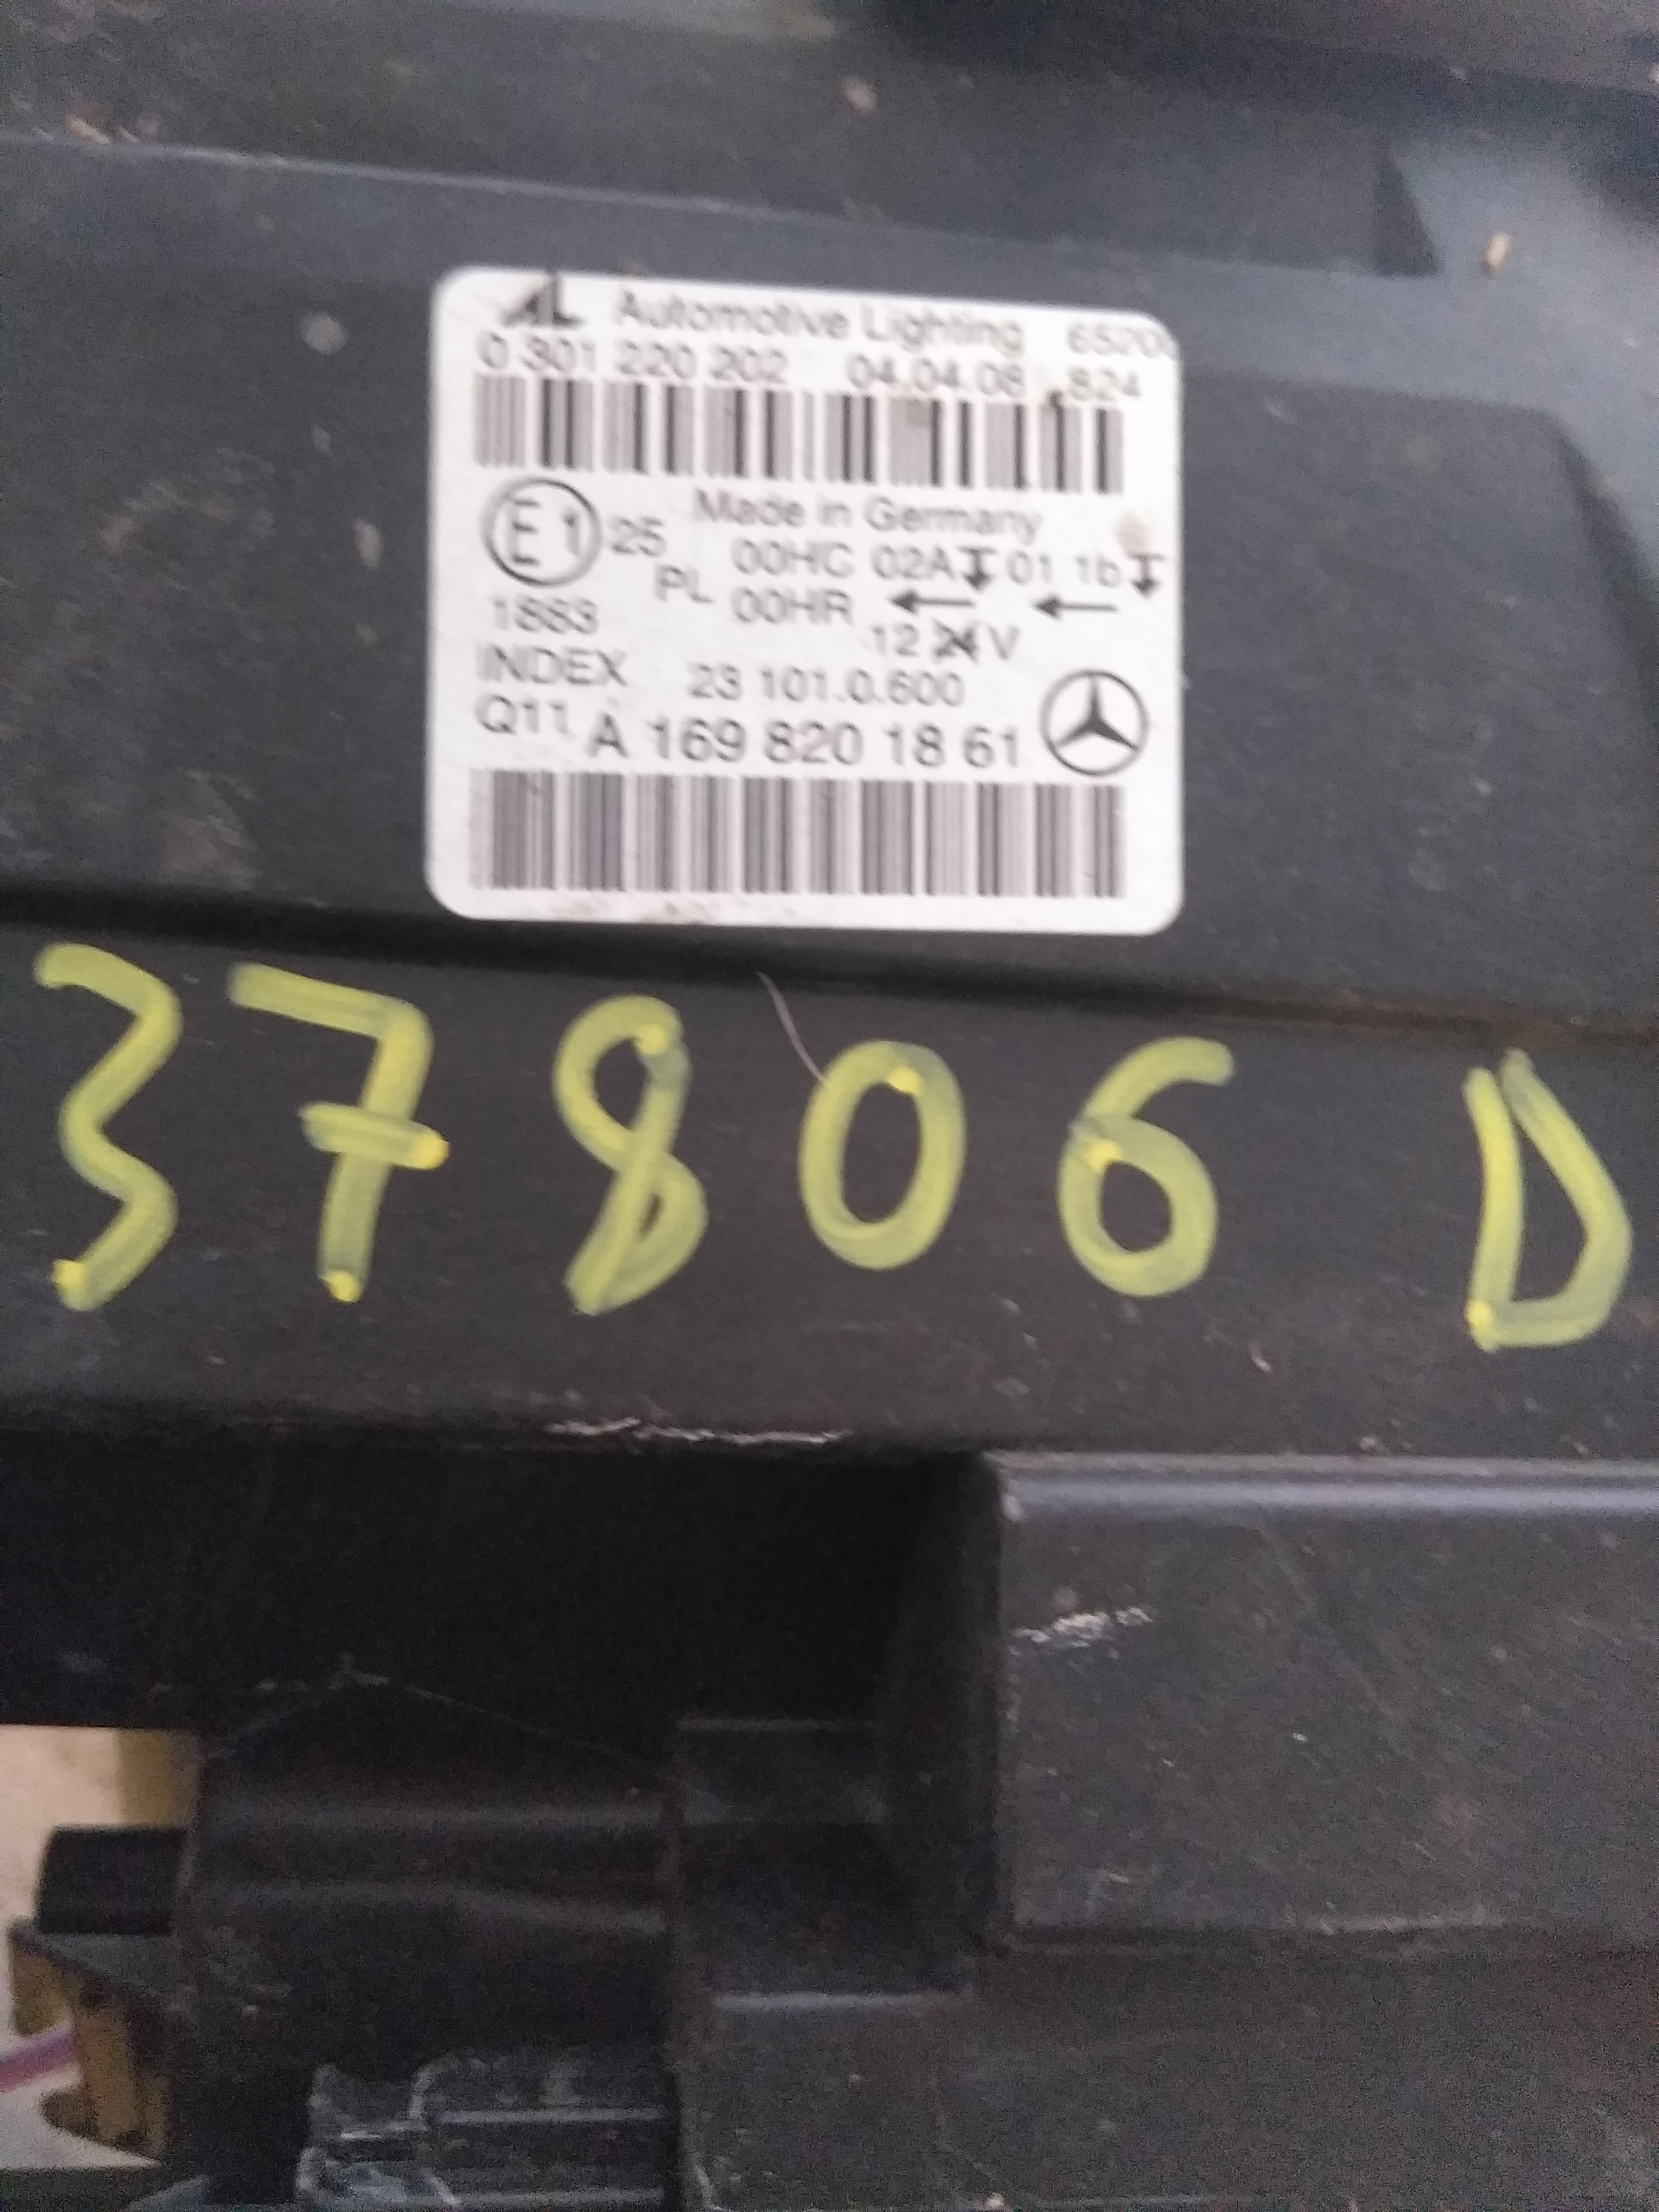 AL Automotive Lighting 6520
0 301 220 202 04.04.08 824
Made in Germany
E1 25 00HC 02A 01 1b
PL 00HR ← ←
1883 12 24 V
INDEX 23 101.0.600
Q11 A 169 820 18 61
37806 D